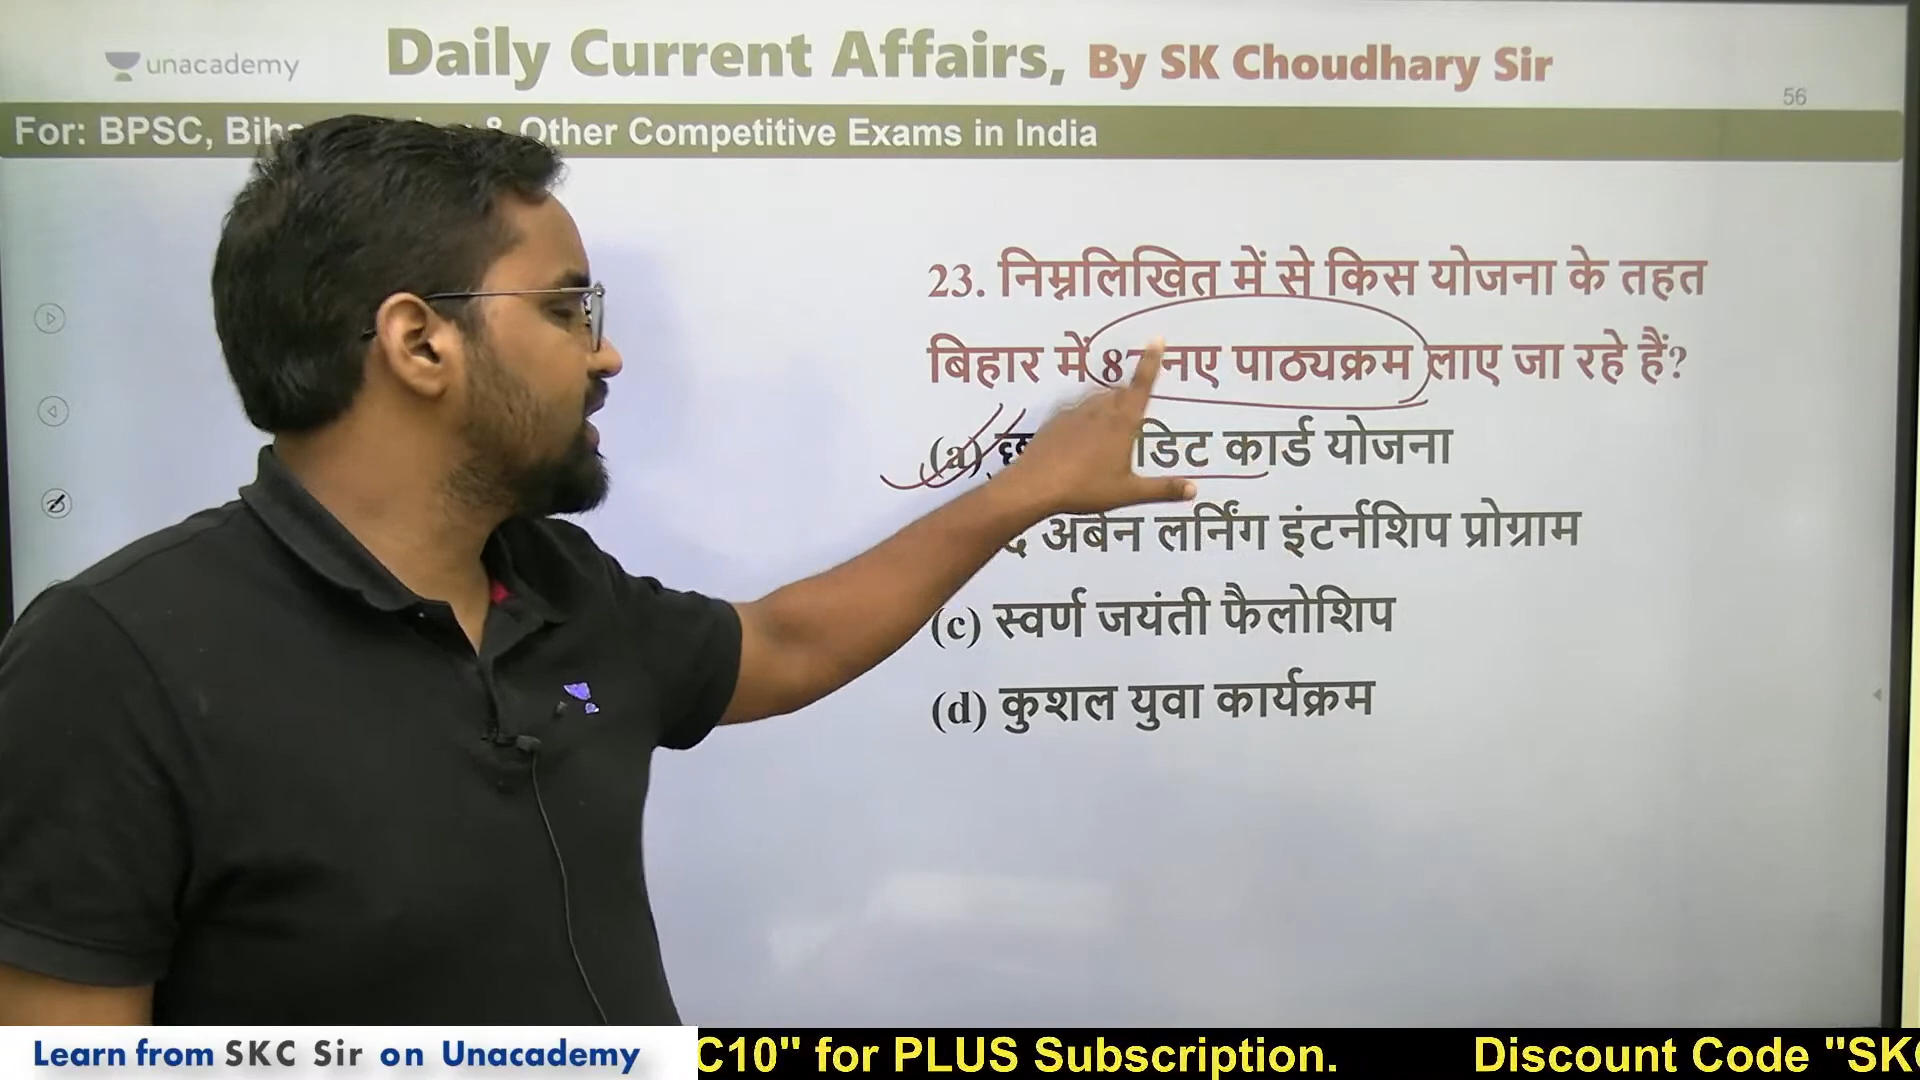 unacademy
Daily Current Affairs, By SK Choudhary Sir
56
For: BPSC, & Other Competitive Exams in India
23. निम्नलिखित में से किस योजना के तहत
बिहार में 87 नए पाठ्यक्रम लाए जा रहे हैं?
(a) कार्ड योजना
अर्बन लर्निंग इंटर्नशिप प्रोग्राम
(c) स्वर्ण जयंती फैलोशिप
(d) कुशल युवा कार्यक्रम
Learn from SKC Sir on Unacademy
C10" for PLUS Subscription. Discount Code "SK